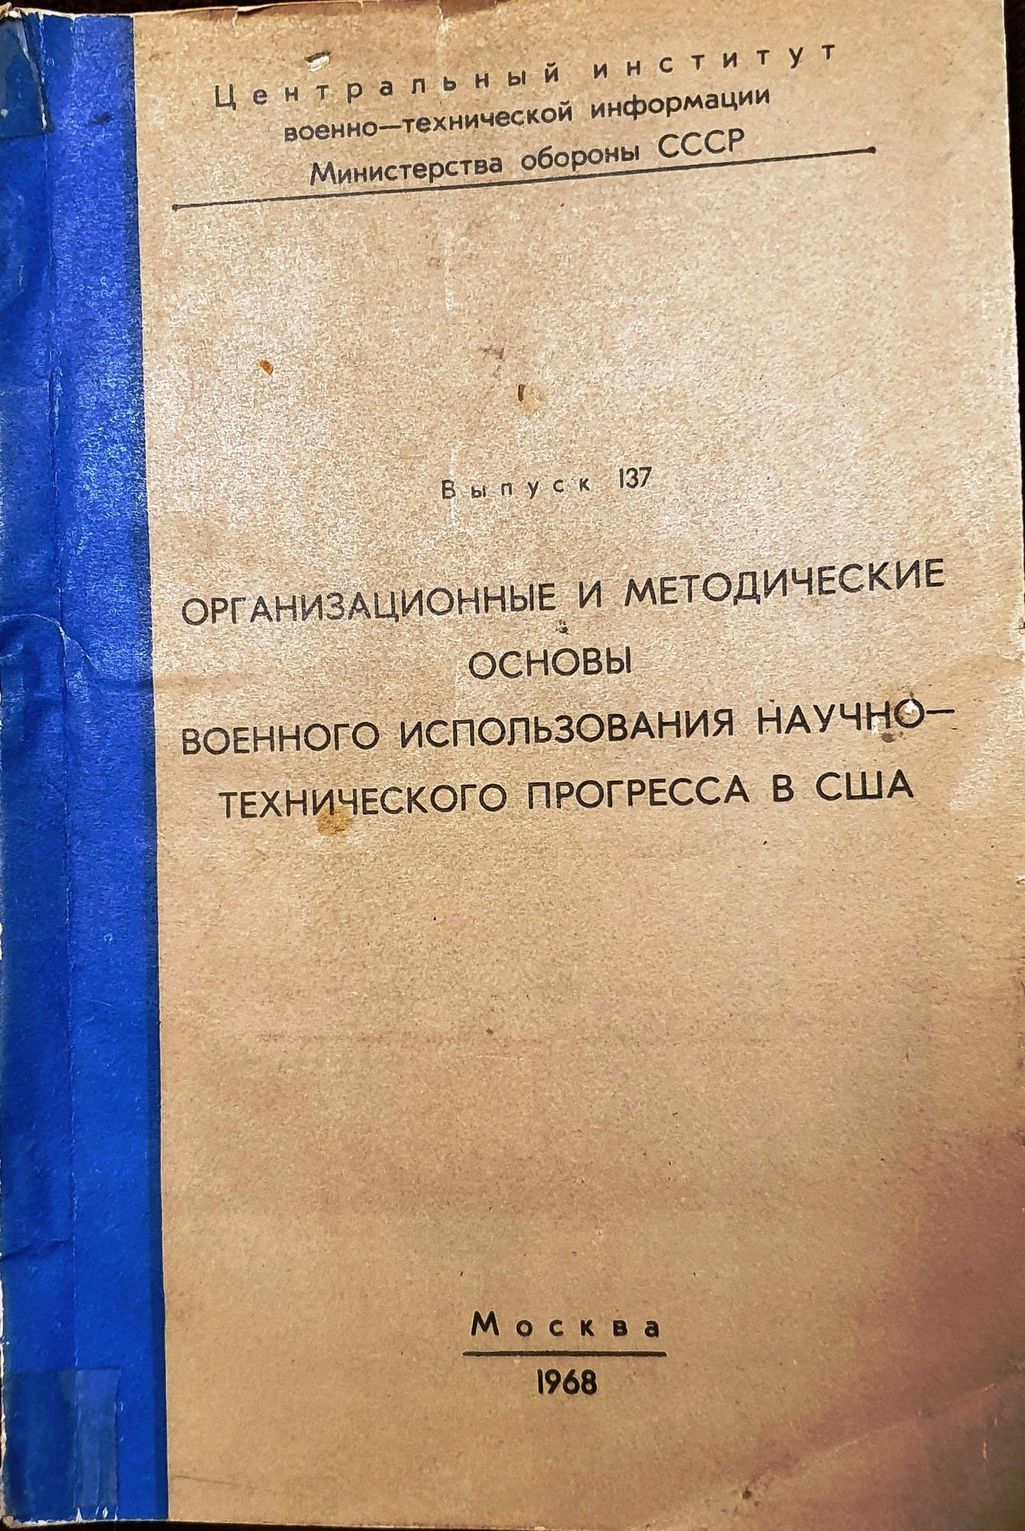 Центральный институт
военно—технической информации
Министерства обороны СССР
Выпуск 137
ОРГАНИЗАЦИОННЫЕ И МЕТОДИЧЕСКИЕ
ОСНОВЫ
ВОЕННОГО ИСПОЛЬЗОВАНИЯ НАУЧНО—
ТЕХНИЧЕСКОГО ПРОГРЕССА В США
Москва
1968